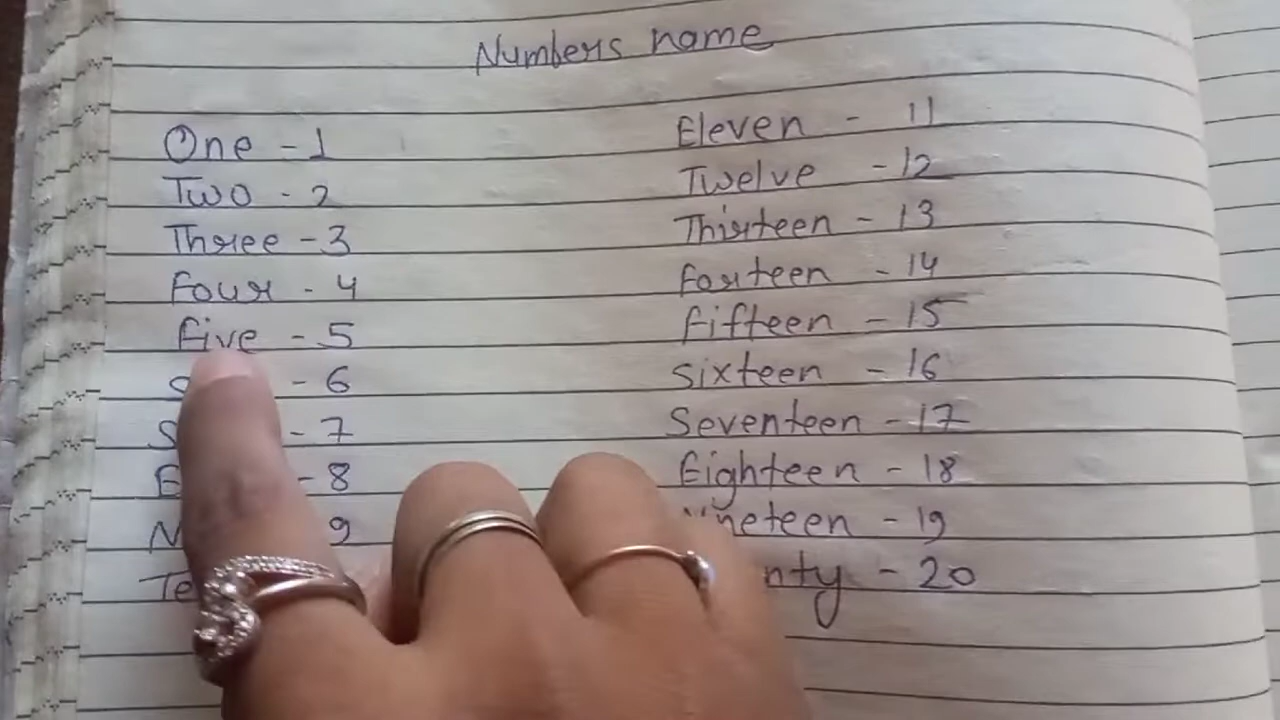 Numbers name
One - 1
Two - 2
Three - 3
Four - 4
Five - 5
- 6
- 7
- 8
9
Eleven - 11
Twelve - 12
Thirteen - 13
Forteen - 14
Fifteen - 15
Sixteen - 16
Seventeen - 17
Eighteen - 18
Nineteen - 19
- 20